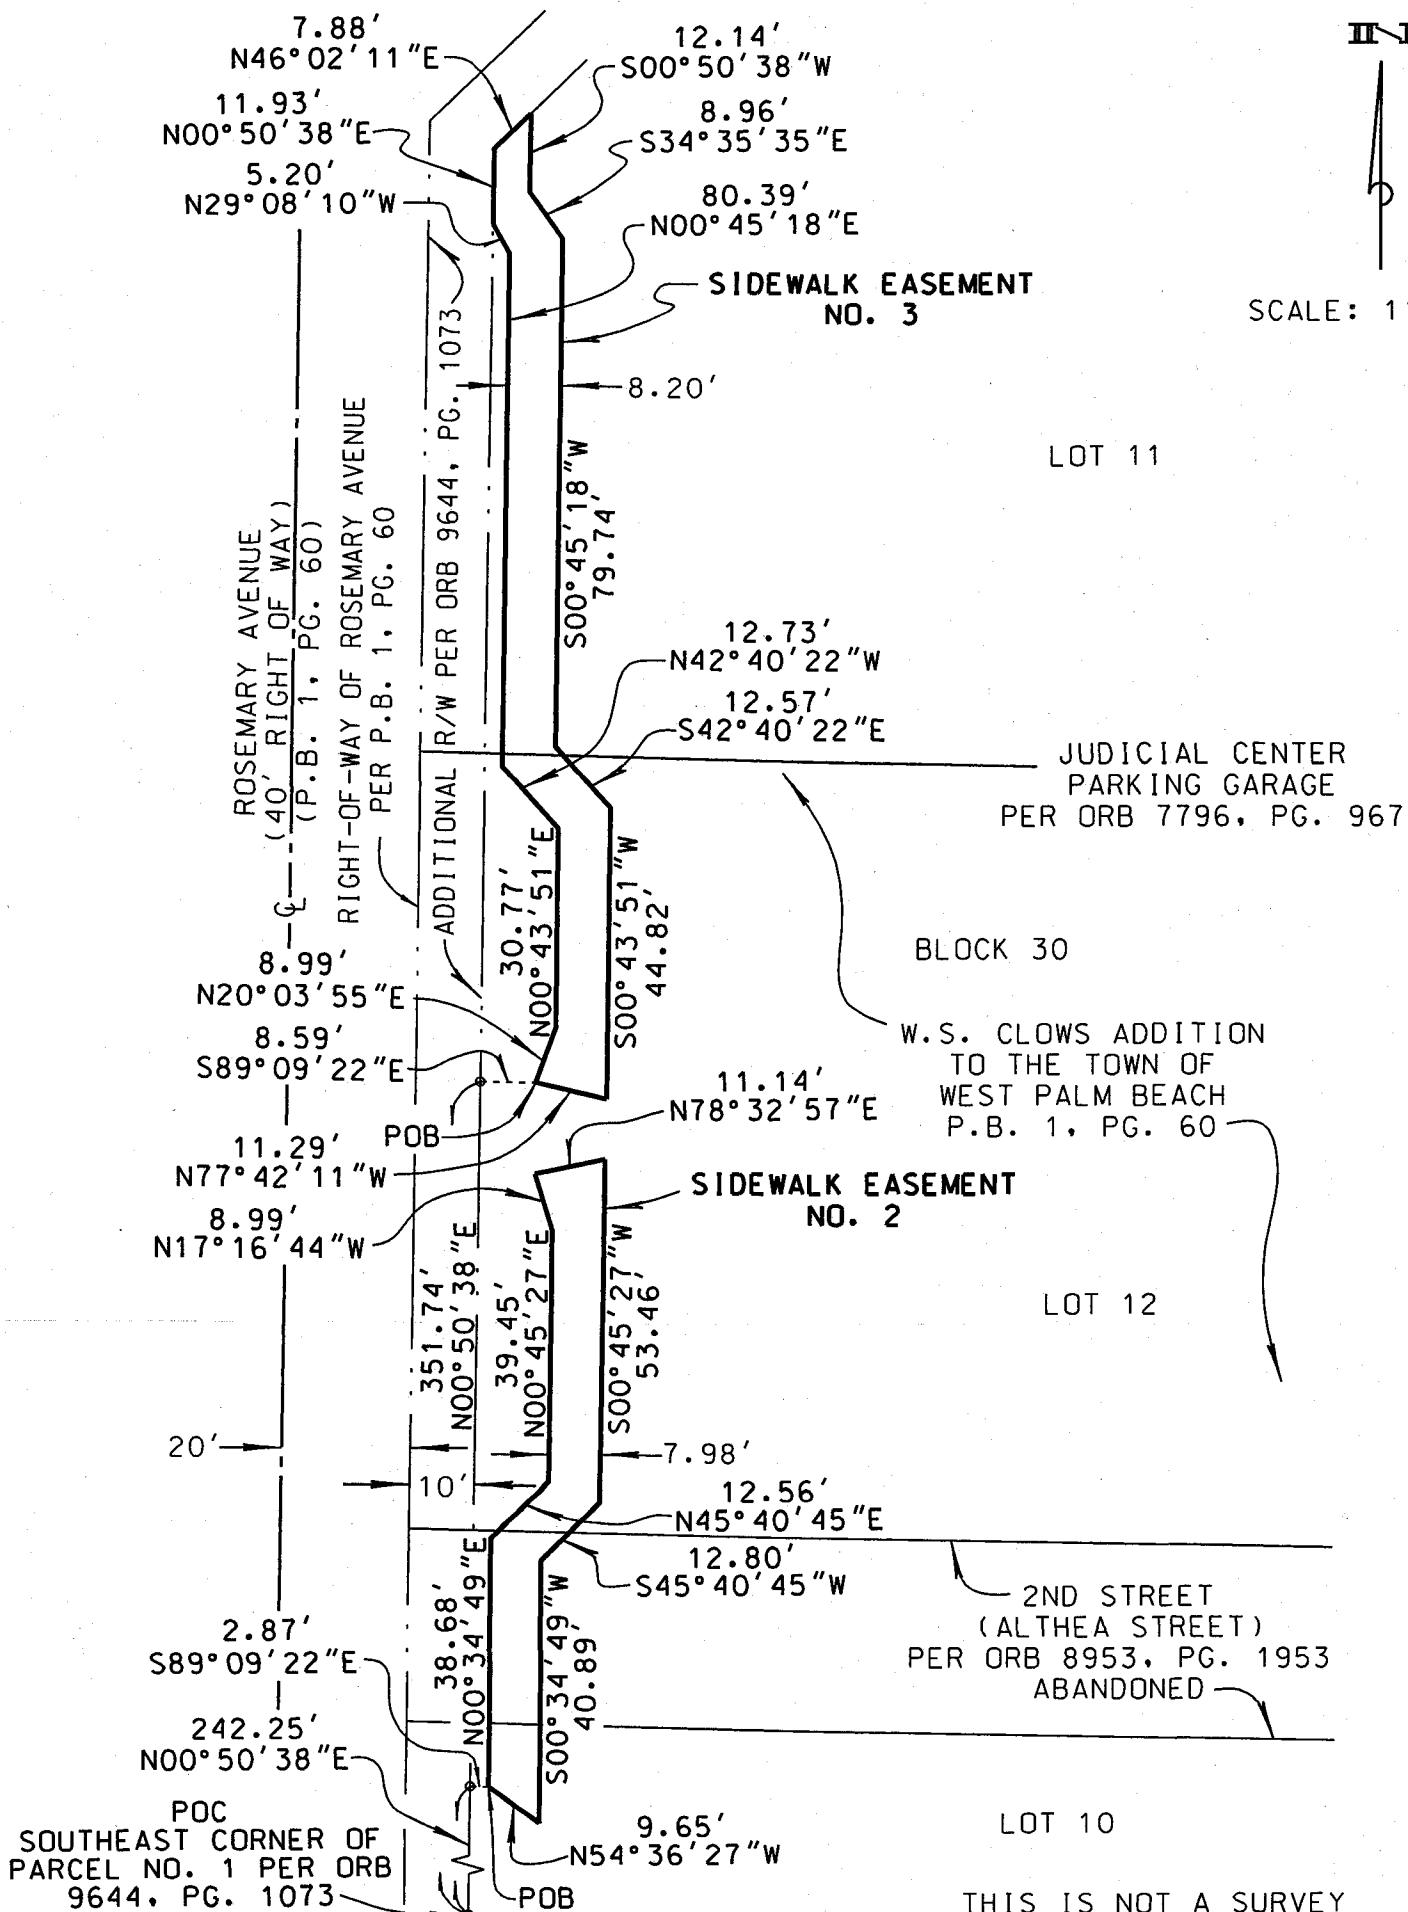 7.88'
N46°02'11"E
12.14'
S00°50'38"W
11.93'
N00°50'38"E
8.96'
S34°35'35"E
5.20'
N29°08'10"W
80.39'
N00°45'18"E
SIDEWALK EASEMENT
NO. 3
SCALE: 1"
8.20'
LOT 11
ROSEMARY AVENUE
(40' RIGHT OF WAY)
(P.B. 1, PG. 60)
RIGHT-OF-WAY OF ROSEMARY AVENUE
PER P.B. 1, PG. 60
ADDITIONAL R/W PER ORB 9644, PG. 1073
S00°45'18"W
79.74'
12.73'
N42°40'22"W
12.57'
S42°40'22"E
JUDICIAL CENTER
PARKING GARAGE
PER ORB 7796, PG. 967
30.77'
N00°43'51"E
S00°43'51"W
44.82'
BLOCK 30
8.99'
N20°03'55"E
8.59'
S89°09'22"E
W.S. CLOWS ADDITION
TO THE TOWN OF
WEST PALM BEACH
P.B. 1, PG. 60
POB
11.14'
N78°32'57"E
11.29'
N77°42'11"W
SIDEWALK EASEMENT
NO. 2
8.99'
N17°16'44"W
351.74'
N00°50'38"E
39.45'
N00°45'27"E
S00°45'27"W
53.46'
LOT 12
20'
7.98'
10'
12.56'
N45°40'45"E
12.80'
S45°40'45"W
2ND STREET
(ALTHEA STREET)
PER ORB 8953, PG. 1953
ABANDONED
2.87'
S89°09'22"E
38.68'
N00°34'49"E
S00°34'49"W
40.89'
242.25'
N00°50'38"E
POC
SOUTHEAST CORNER OF
PARCEL NO. 1 PER ORB
9644, PG. 1073
9.65'
N54°36'27"W
POB
LOT 10
THIS IS NOT A SURVEY